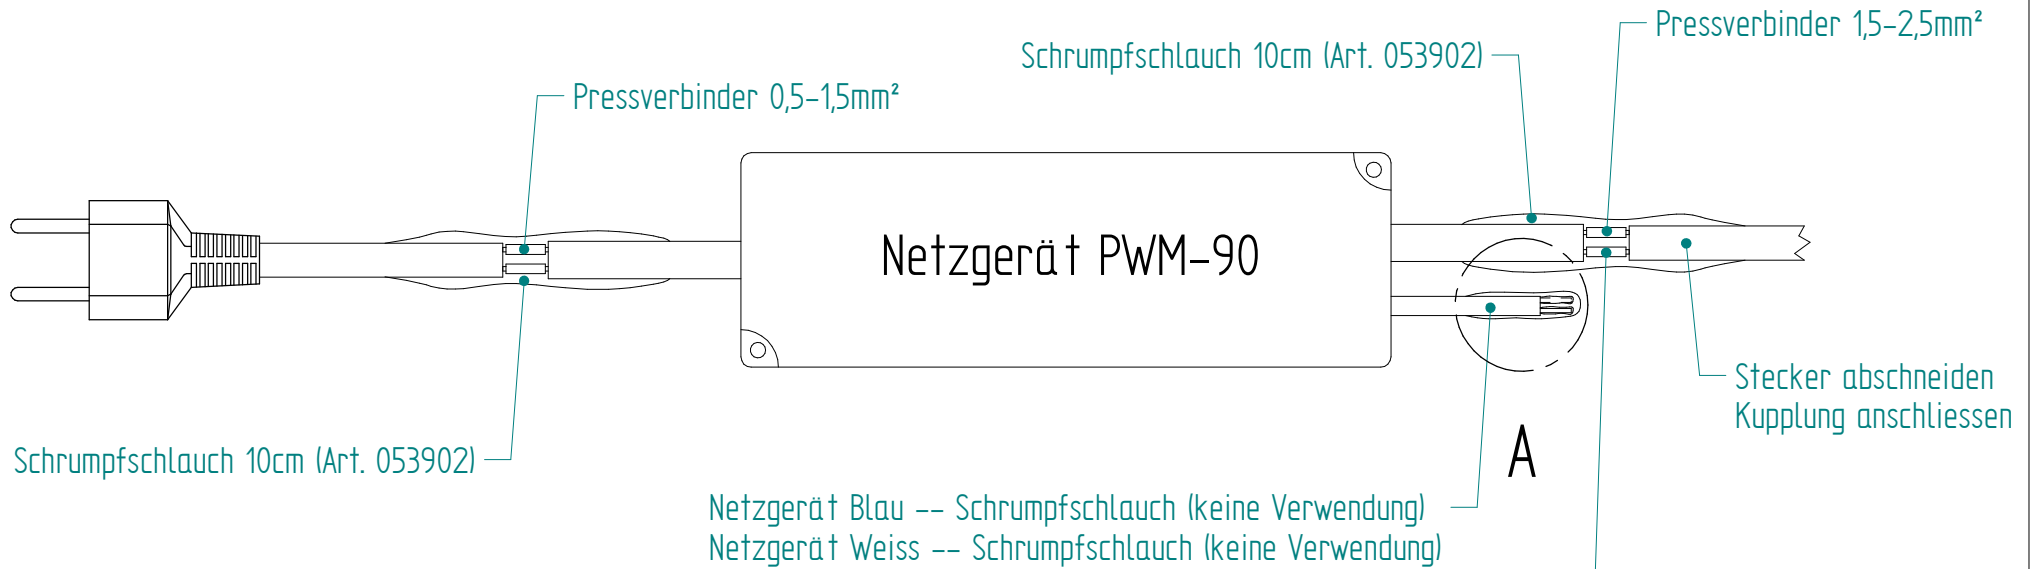 Pressverbinder 1,5-2,5mm²
Schrumpfschlauch 10cm (Art. 053902)
Pressverbinder 0,5-1,5mm²
Netzgerät PWM-90
Stecker abschneiden
Kupplung anschliessen
A
Schrumpfschlauch 10cm (Art. 053902)
Netzgerät Blau -- Schrumpfschlauch (keine Verwendung)
Netzgerät Weiss -- Schrumpfschlauch (keine Verwendung)